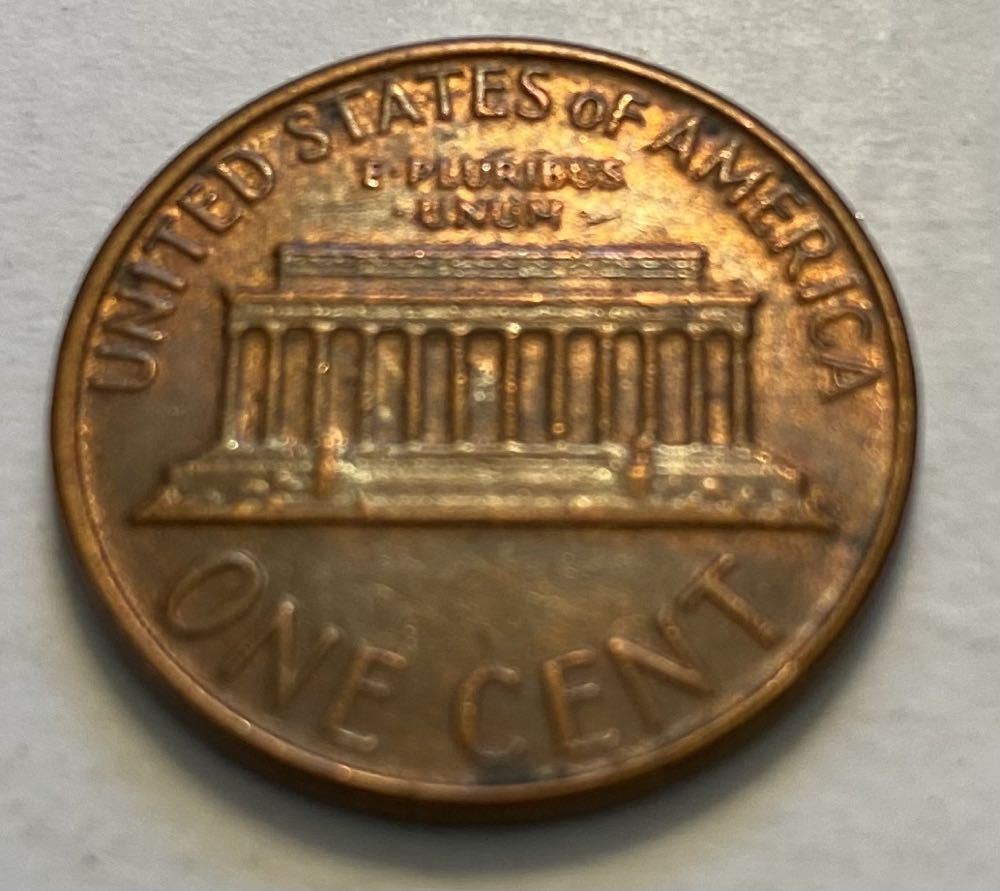 UNITED STATES OF AMERICA
E·PLURIBUS
·UNUM·
ONE CENT